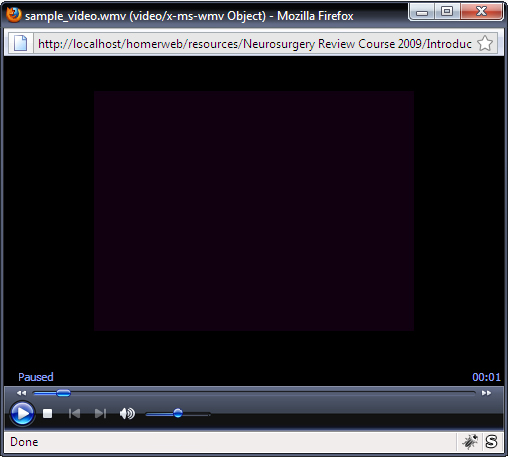 sample_video.wmv (video/x-ms-wmv Object) - Mozilla Firefox
http://localhost/homerweb/resources/Neurosurgery Review Course 2009/Introduc
Paused 00:01
Done
S